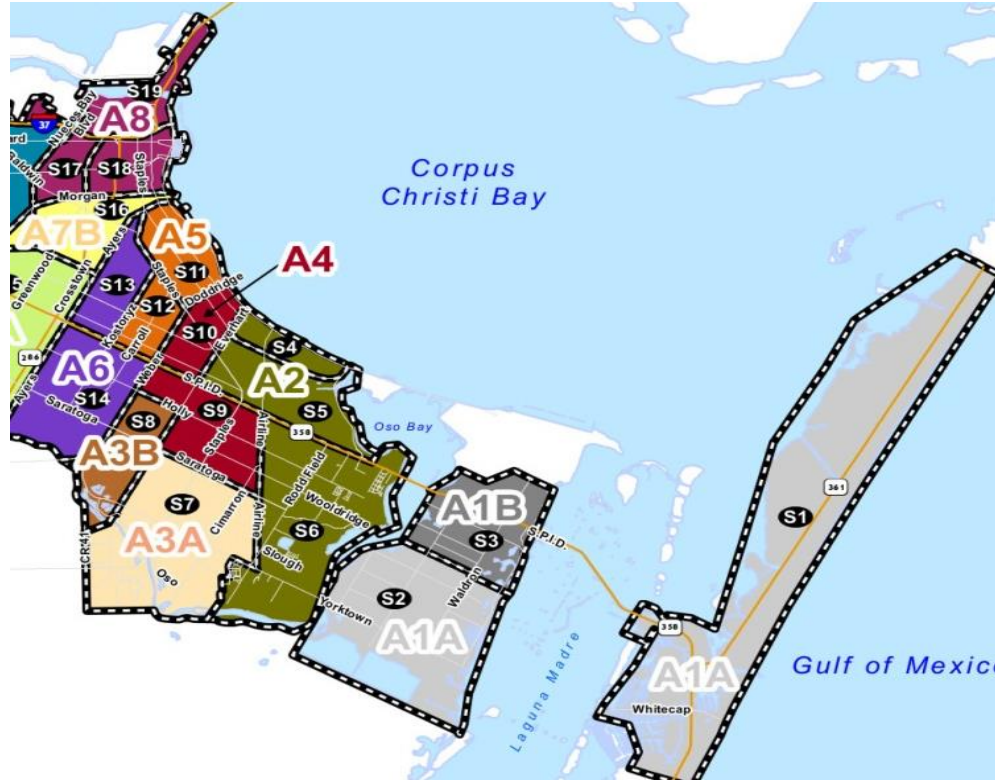 S19
Nueces Bay
Blvd
A8
37
Baldwin
Staples
S17
S18
Morgan
S16
A7B
Ayers
A5
A4
Greenwood
Crosstown
S13
Staples
S11
Doddridge
S12
Kostoryz
Carroll
S10
Everhart
S4
286
A6
Weber
S.P.I.D.
A2
Ayers
S14
Saratoga
Holly
S9
S5
S8
Staples
Airline
358
Oso Bay
A3B
Saratoga
Rodd Field
Wooldridge
S7
Cimarron
Airline
S6
A3A
CR 41
Oso
Slough
Yorktown
A1B
S3
S.P.I.D.
Waldron
S2
A1A
Corpus
Christi Bay
361
S1
358
A1A
Whitecap
Laguna Madre
Gulf of Mexico